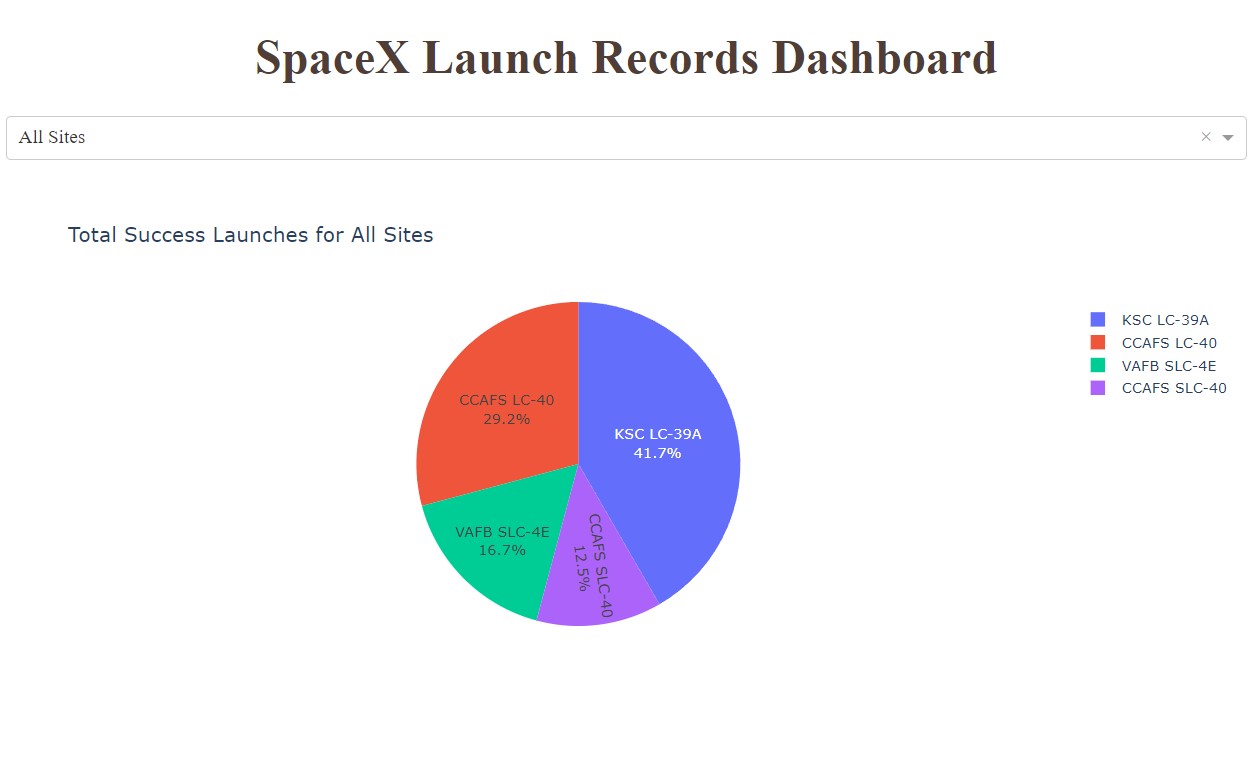 SpaceX Launch Records Dashboard
All Sites
Total Success Launches for All Sites
KSC LC-39A
CCAFS LC-40
VAFB SLC-4E
CCAFS SLC-40
CCAFS LC-40
29.2%
KSC LC-39A
41.7%
VAFB SLC-4E
16.7%
CCAFS SLC-40
12.5%